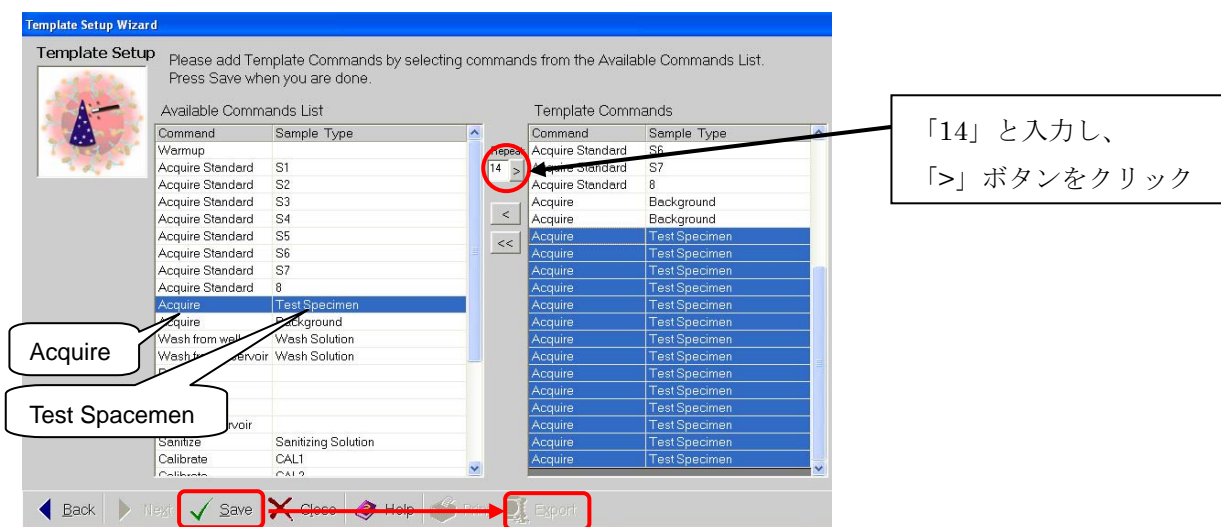 Template Setup Wizard
Template Setup
Please add Template Commands by selecting commands from the Available Commands List.
Press Save when you are done.
Available Commands List
Command Sample Type
Warmup
Acquire Standard S1
Acquire Standard S2
Acquire Standard S3
Acquire Standard S4
Acquire Standard S5
Acquire Standard S6
Acquire Standard S7
Acquire Standard 8
Acquire Test Specimen
Acquire Background
Wash from well Wash Solution
Wash Solution
Sanitize Sanitizing Solution
Calibrate CAL1
Calibrate CAL2
Repeat
14 >
<
<<
Template Commands
Command Sample Type
Acquire Standard S6
Acquire Standard S7
Acquire Standard 8
Acquire Background
Acquire Background
Acquire Test Specimen
Acquire Test Specimen
Acquire Test Specimen
Acquire Test Specimen
Acquire Test Specimen
Acquire Test Specimen
Acquire Test Specimen
Acquire Test Specimen
Acquire Test Specimen
Acquire Test Specimen
Acquire Test Specimen
Acquire Test Specimen
Acquire Test Specimen
Acquire Test Specimen
「14」と入力し、
「>」ボタンをクリック
Acquire
Test Spacemen
Back Next Save Close Help Export